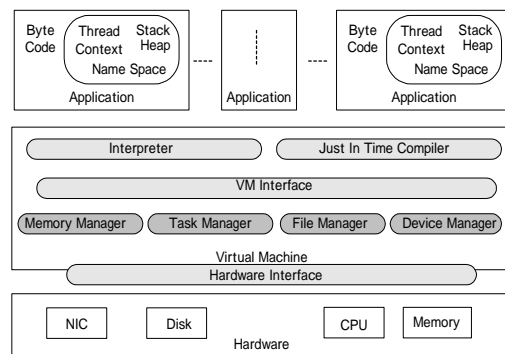 Byte Code
Thread Context
Stack Heap
Name Space
Application
Application
Byte Code
Thread Context
Stack Heap
Name Space
Application
Interpreter
Just In Time Compiler
VM Interface
Memory Manager
Task Manager
File Manager
Device Manager
Virtual Machine
Hardware Interface
NIC
Disk
CPU
Memory
Hardware